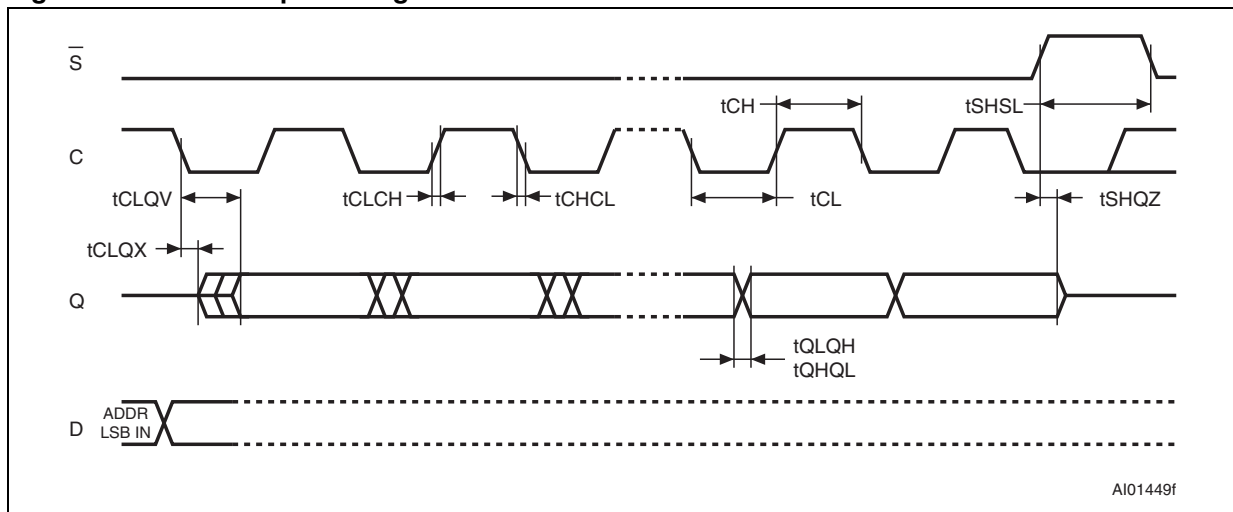 S
tCH
tSHSL
C
tCLQV
tCLCH
tCHCL
tCL
tSHQZ
tCLQX
Q
tQLQH
tQHQL
D
ADDR
LSB IN
AI01449f